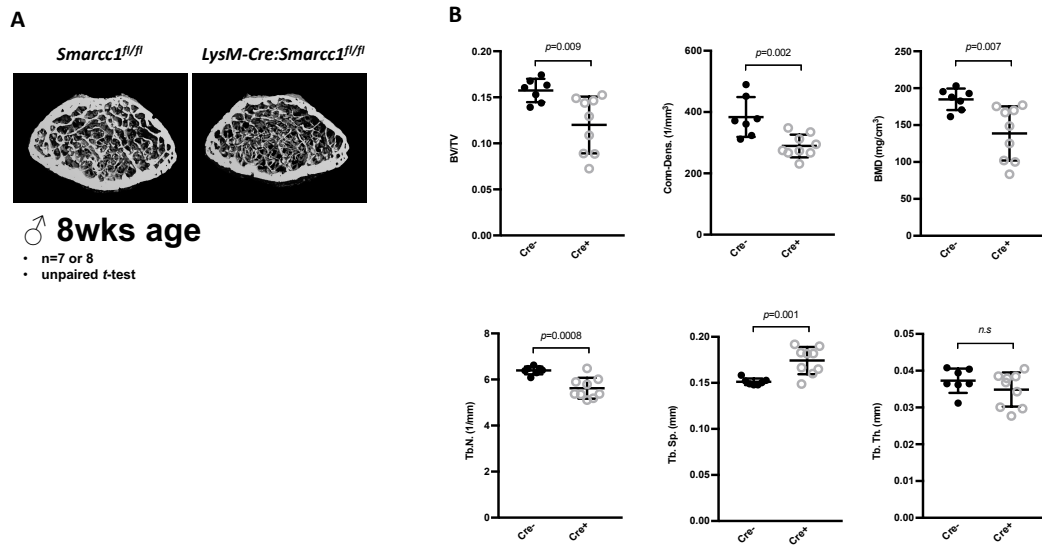 A
Smarcc1fl/fl
LysM-Cre:Smarcc1fl/fl
♂ 8wks age
• n=7 or 8
• unpaired t-test
B
p=0.009
BV/TV
0.20
0.15
0.10
0.05
0.00
Cre-
Cre+
p=0.002
Conn-Dens. (1/mm³)
600
400
200
0
Cre-
Cre+
p=0.007
BMD (mg/cm³)
250
200
150
100
50
0
Cre-
Cre+
p=0.0008
Tb.N. (1/mm)
8
6
4
2
0
Cre-
Cre+
p=0.001
Tb. Sp. (mm)
0.20
0.15
0.10
0.05
0.00
Cre-
Cre+
n.s
Tb. Th. (mm)
0.05
0.04
0.03
0.02
0.01
0.00
Cre-
Cre+